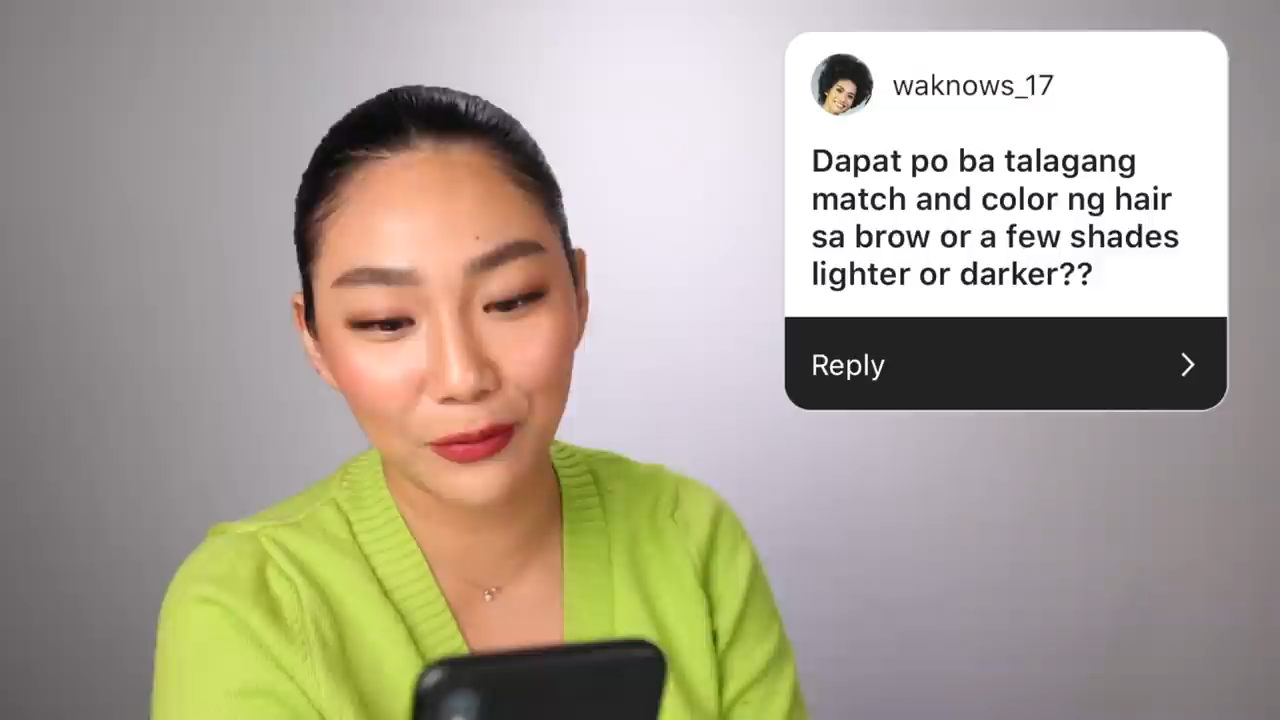 waknows_17
Dapat po ba talagang
match and color ng hair
sa brow or a few shades
lighter or darker??
Reply